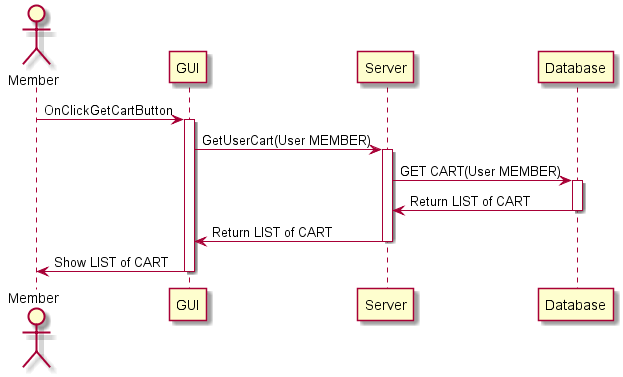 Member
GUI
Server
Database
OnClickGetCartButton
GetUserCart(User MEMBER)
GET CART(User MEMBER)
Return LIST of CART
Return LIST of CART
Show LIST of CART
Member
GUI
Server
Database